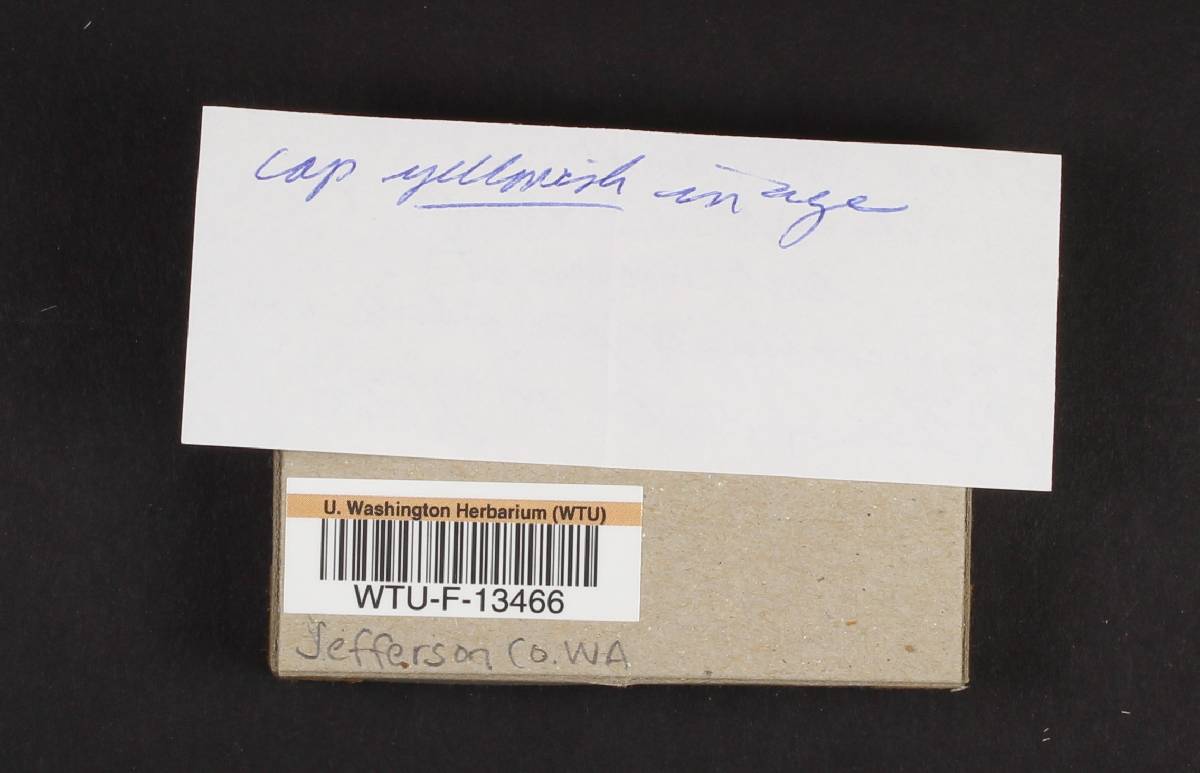 cap yellowish in age
U. Washington Herbarium (WTU)
WTU-F-13466
Jefferson Co. WA